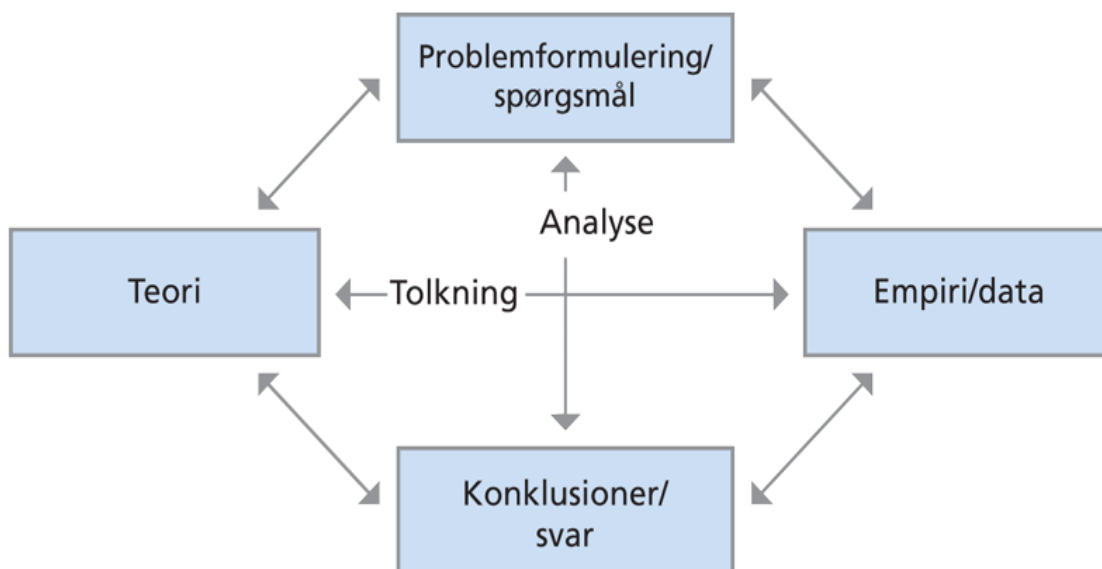 Problemformulering/
spørgsmål
Analyse
Teori
Tolkning
Empiri/data
Konklusioner/
svar